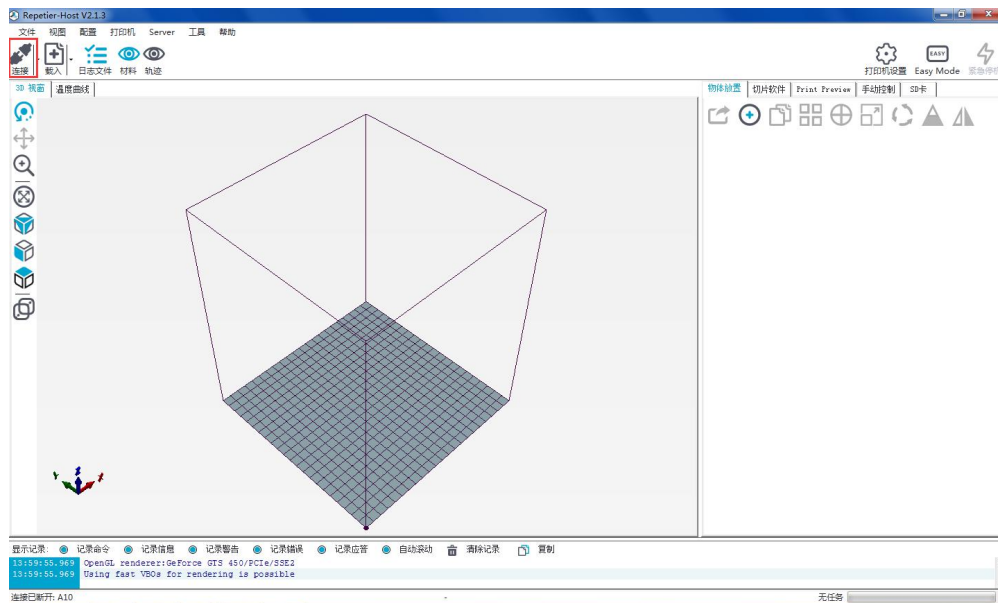 Repetier-Host V2.1.3
文件 视图 配置 打印机 Server 工具 帮助
连接 载入 日志文件 材料 轨迹 打印机设置 EASY Easy Mode 紧急停机
3D 视窗 温度曲线 物体放置 切片软件 Print Preview 手动控制 SD卡
显示记录: 记录命令 记录信息 记录警告 记录错误 记录应答 自动滚动 清除记录 复制
13:59:55.969 OpenGL renderer:GeForce GTS 450/PCIe/SSE2
13:59:55.969 Using fast VBOs for rendering is possible
连接已断开: A10 - 无任务